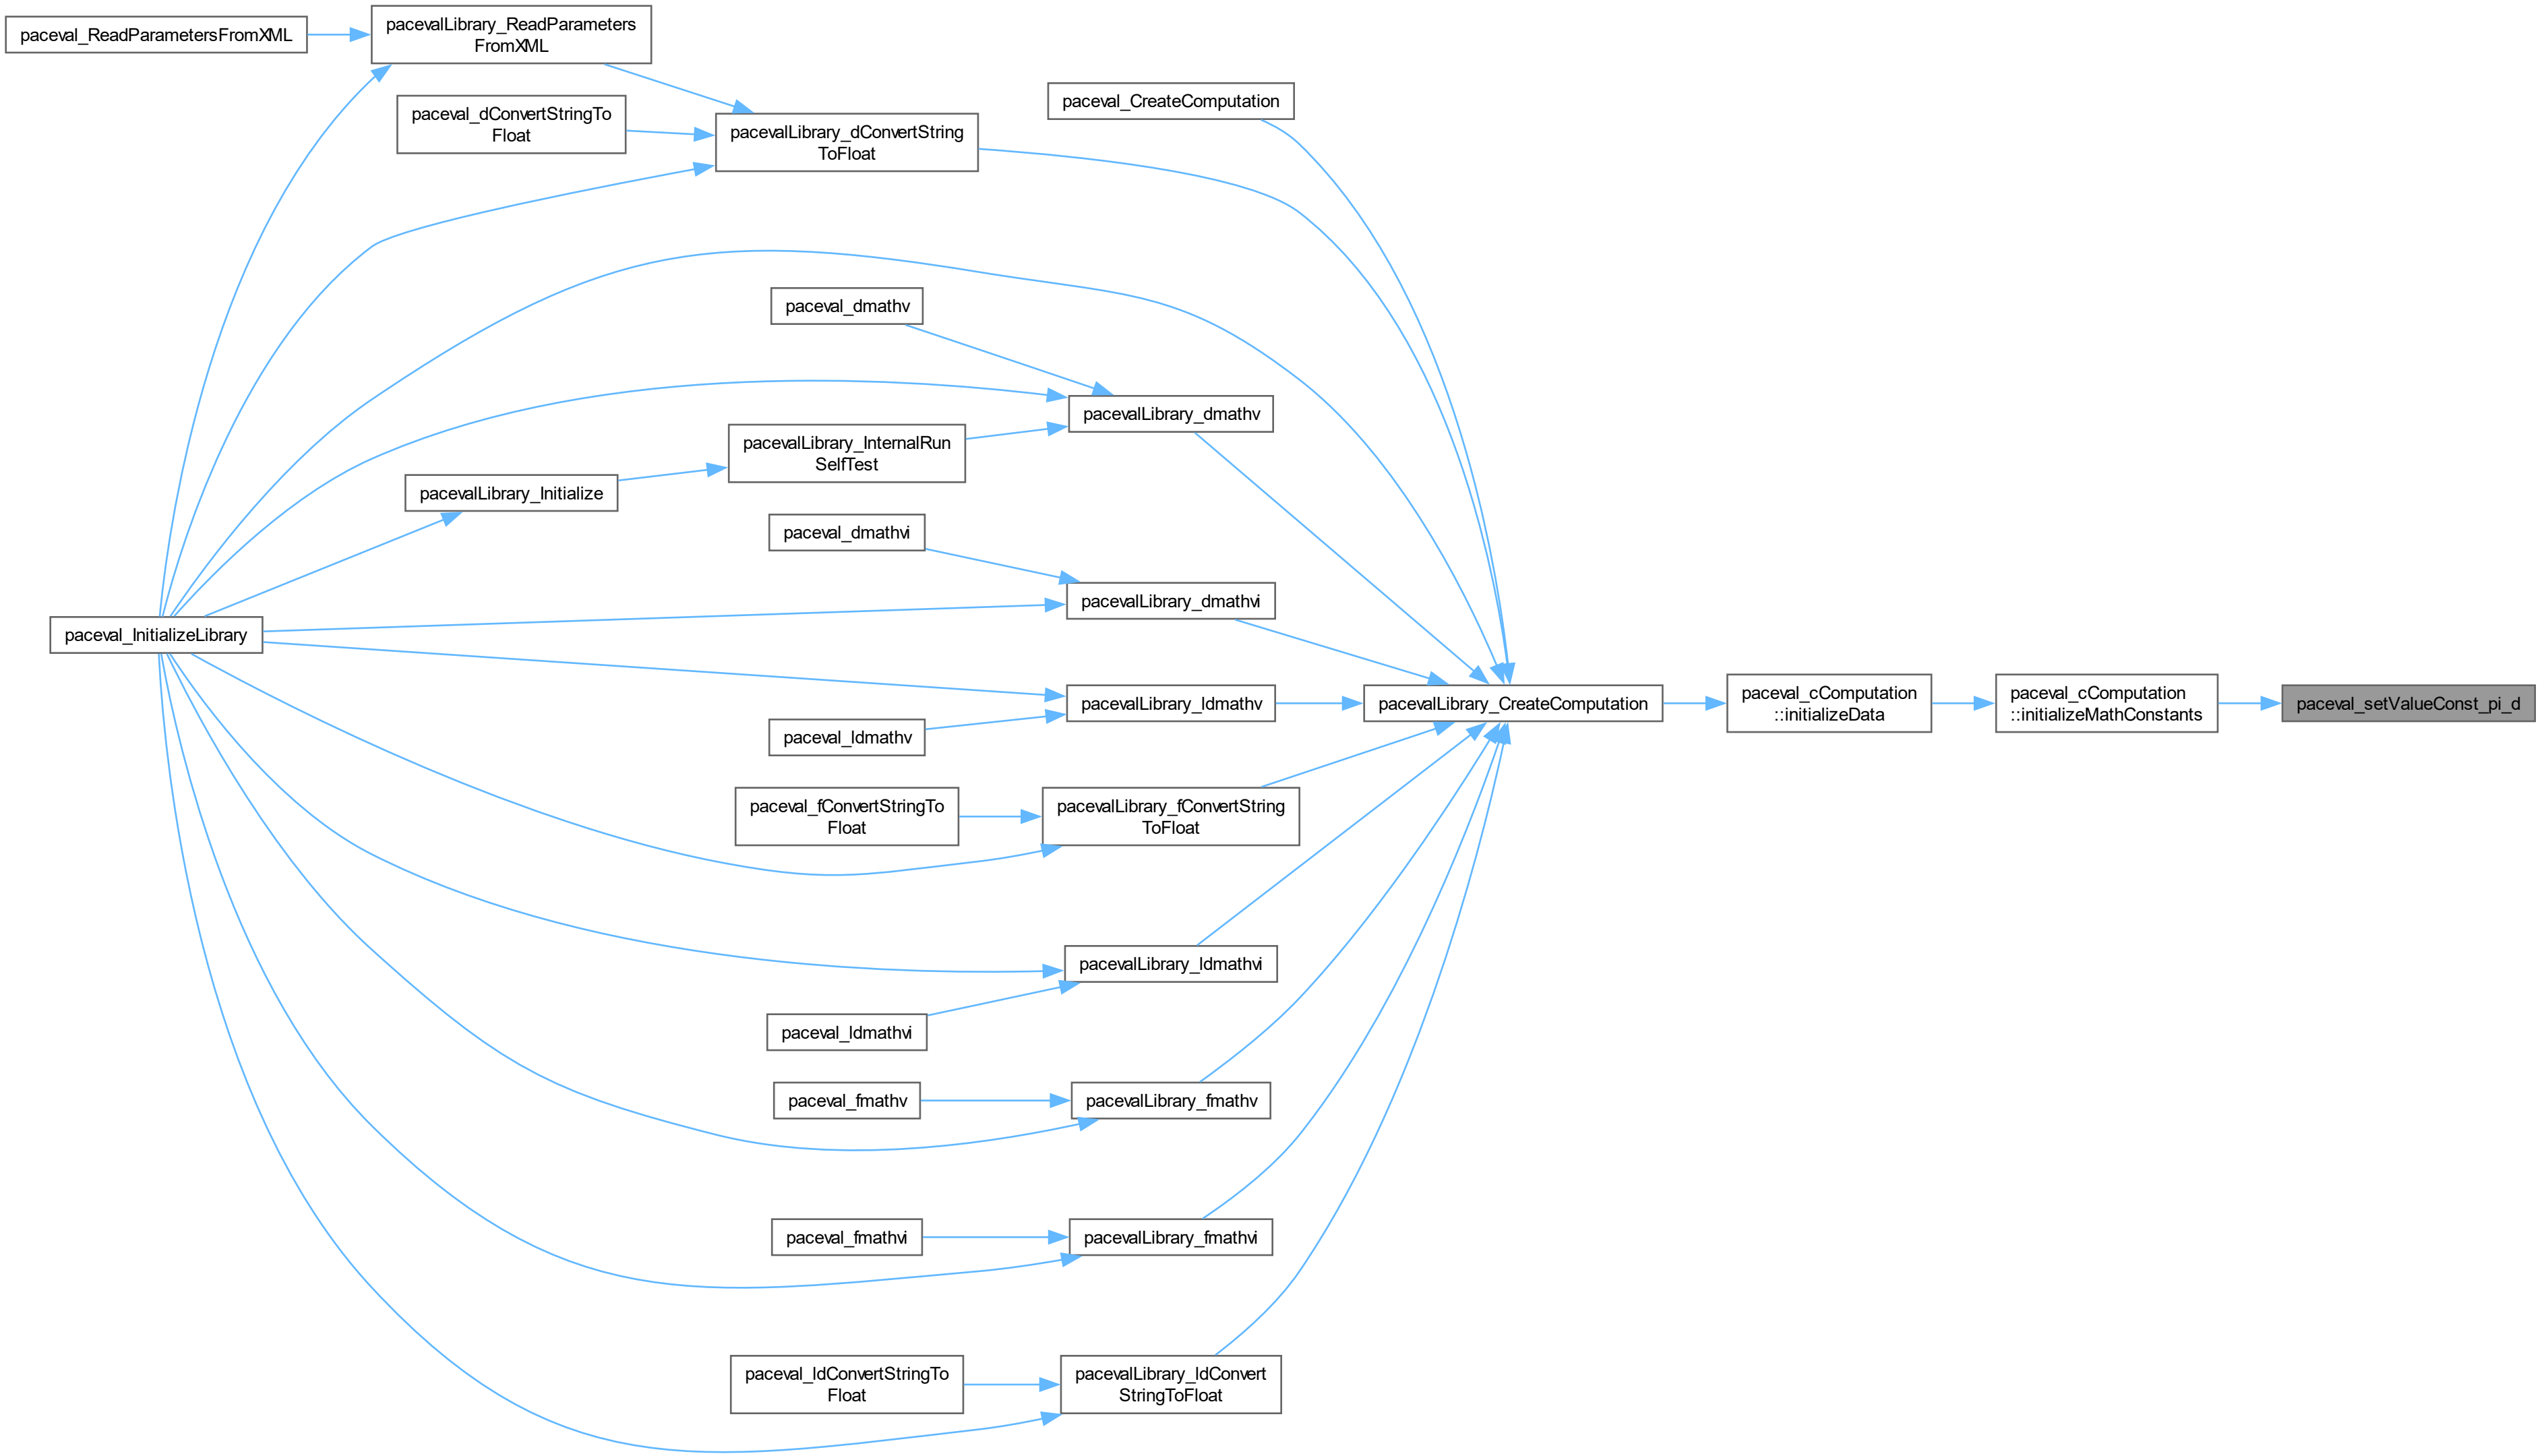 paceval_ReadParametersFromXML
pacevalLibrary_ReadParameters
FromXML
paceval_CreateComputation
paceval_dConvertStringTo
Float
pacevalLibrary_dConvertString
ToFloat
paceval_dmathv
pacevalLibrary_dmathv
pacevalLibrary_InternalRun
SelfTest
pacevalLibrary_Initialize
paceval_dmathvi
pacevalLibrary_dmathvi
paceval_InitializeLibrary
pacevalLibrary_ldmathv
pacevalLibrary_CreateComputation
paceval_cComputation
::initializeData
paceval_cComputation
::initializeMathConstants
paceval_setValueConst_pi_d
paceval_ldmathv
paceval_fConvertStringTo
Float
pacevalLibrary_fConvertString
ToFloat
pacevalLibrary_ldmathvi
paceval_ldmathvi
paceval_fmathv
pacevalLibrary_fmathv
paceval_fmathvi
pacevalLibrary_fmathvi
paceval_ldConvertStringTo
Float
pacevalLibrary_ldConvert
StringToFloat